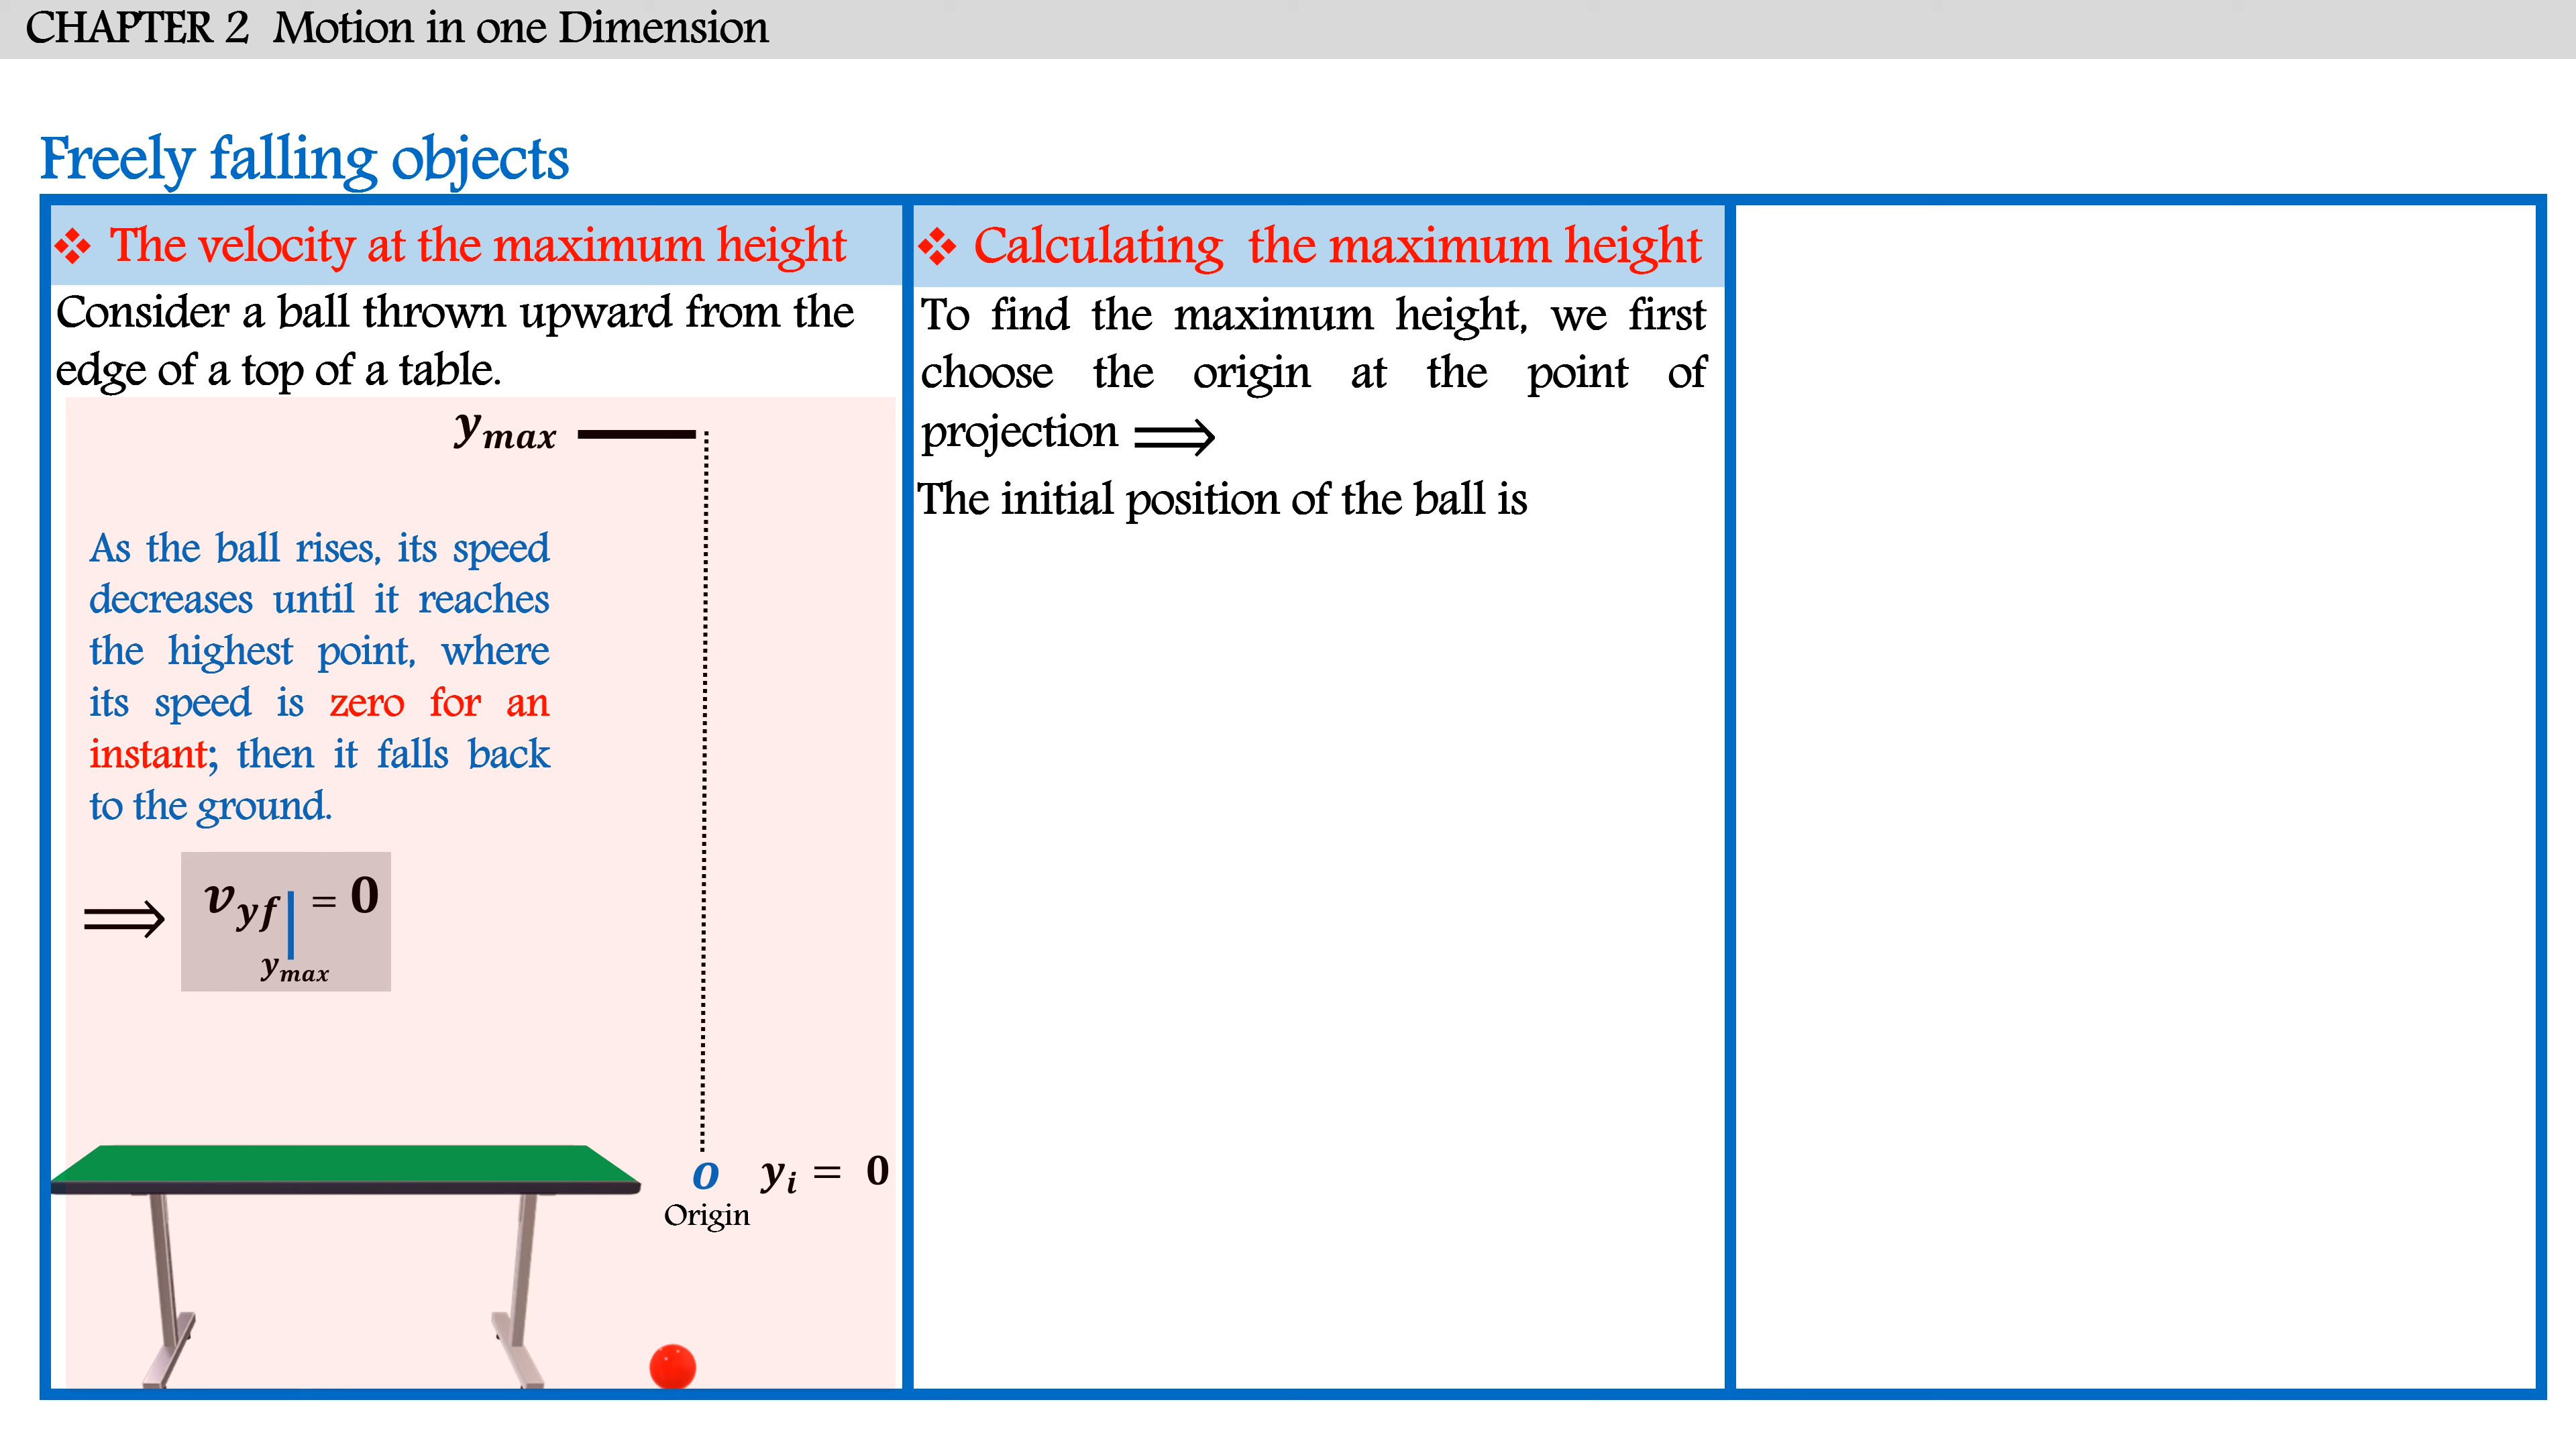 CHAPTER 2 Motion in one Dimension
Freely falling objects
❖ The velocity at the maximum height
Consider a ball thrown upward from the
edge of a top of a table.
y_max
As the ball rises, its speed
decreases until it reaches
the highest point, where
its speed is zero for an
instant; then it falls back
to the ground.
⟹ v_yf| = 0
y_max
o y_i = 0
Origin
❖ Calculating the maximum height
To find the maximum height, we first
choose the origin at the point of
projection ⟹
The initial position of the ball is